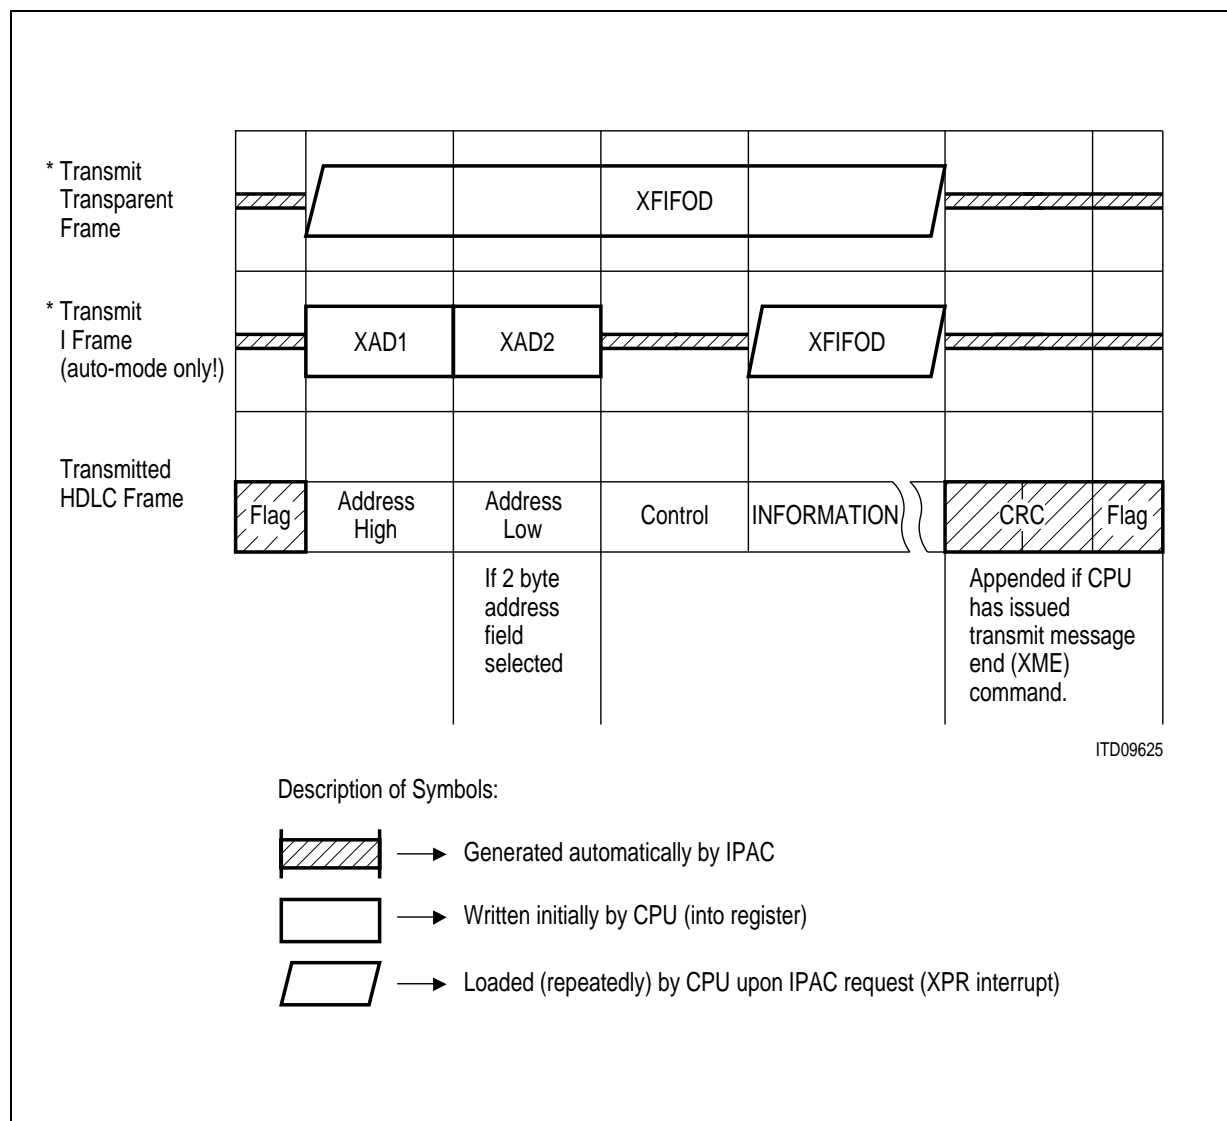 * Transmit
Transparent
Frame
XFIFOD
* Transmit
I Frame
(auto-mode only!)
XAD1
XAD2
XFIFOD
Transmitted
HDLC Frame
Flag
Address
High
Address
Low
Control
INFORMATION
CRC
Flag
If 2 byte
address
field
selected
Appended if CPU
has issued
transmit message
end (XME)
command.
ITD09625
Description of Symbols:
Generated automatically by IPAC
Written initially by CPU (into register)
Loaded (repeatedly) by CPU upon IPAC request (XPR interrupt)